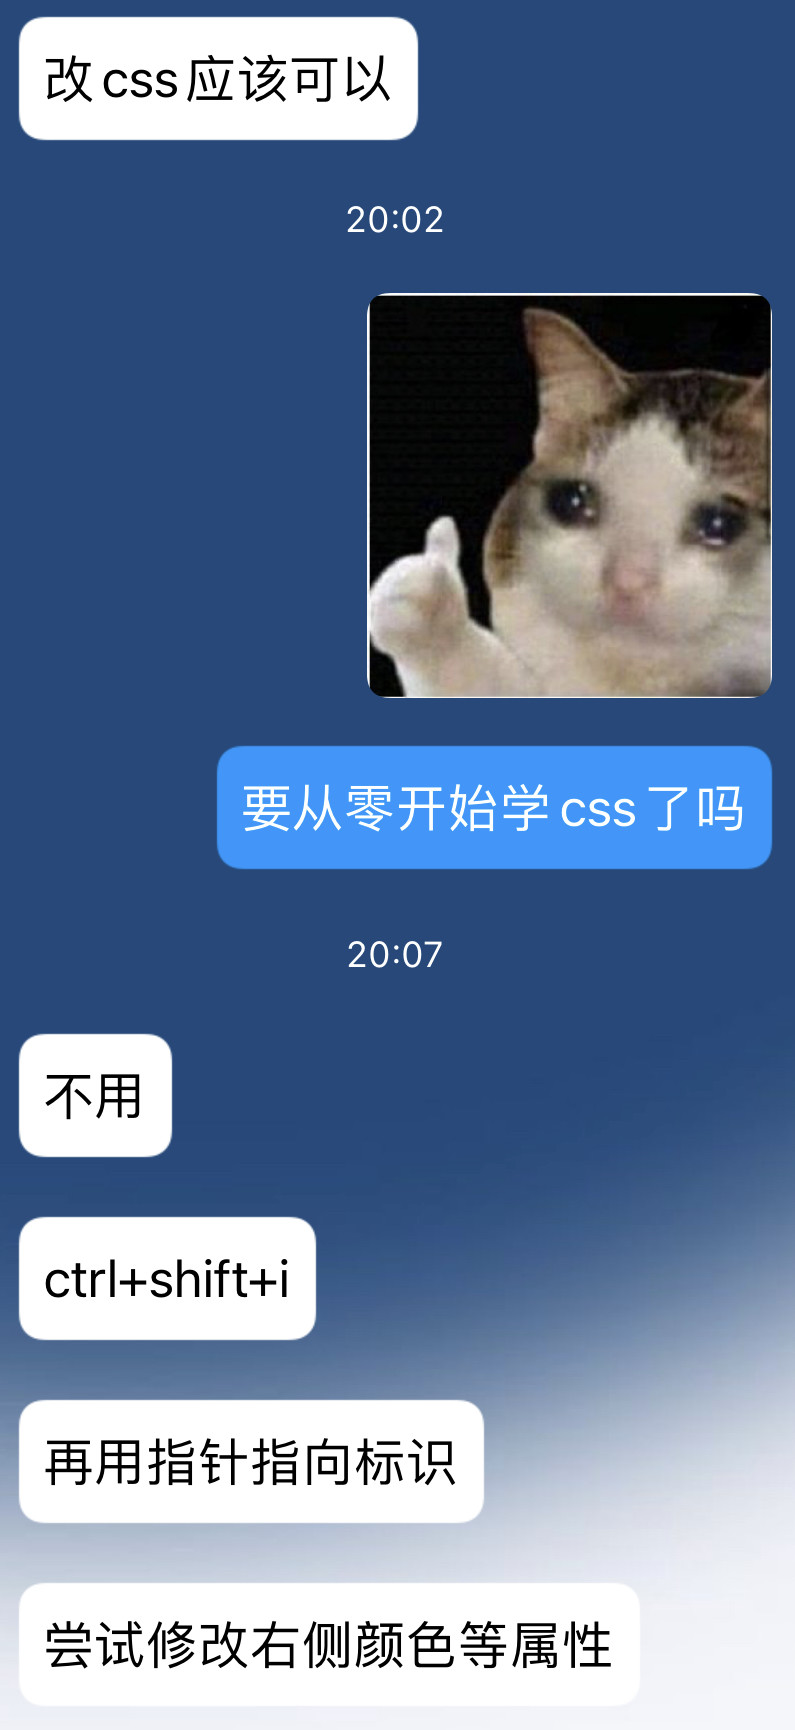 改css应该可以
20:02
要从零开始学css了吗
20:07
不用
ctrl+shift+i
再用指针指向标识
尝试修改右侧颜色等属性